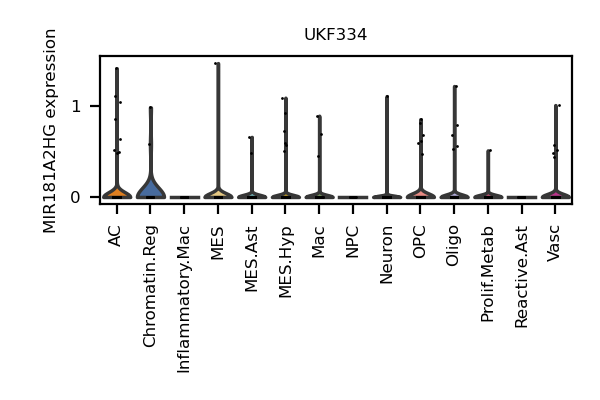 UKF334
MIR181A2HG expression
1
0
AC
Chromatin.Reg
Inflammatory.Mac
MES
MES.Ast
MES.Hyp
Mac
NPC
Neuron
OPC
Oligo
Prolif.Metab
Reactive.Ast
Vasc